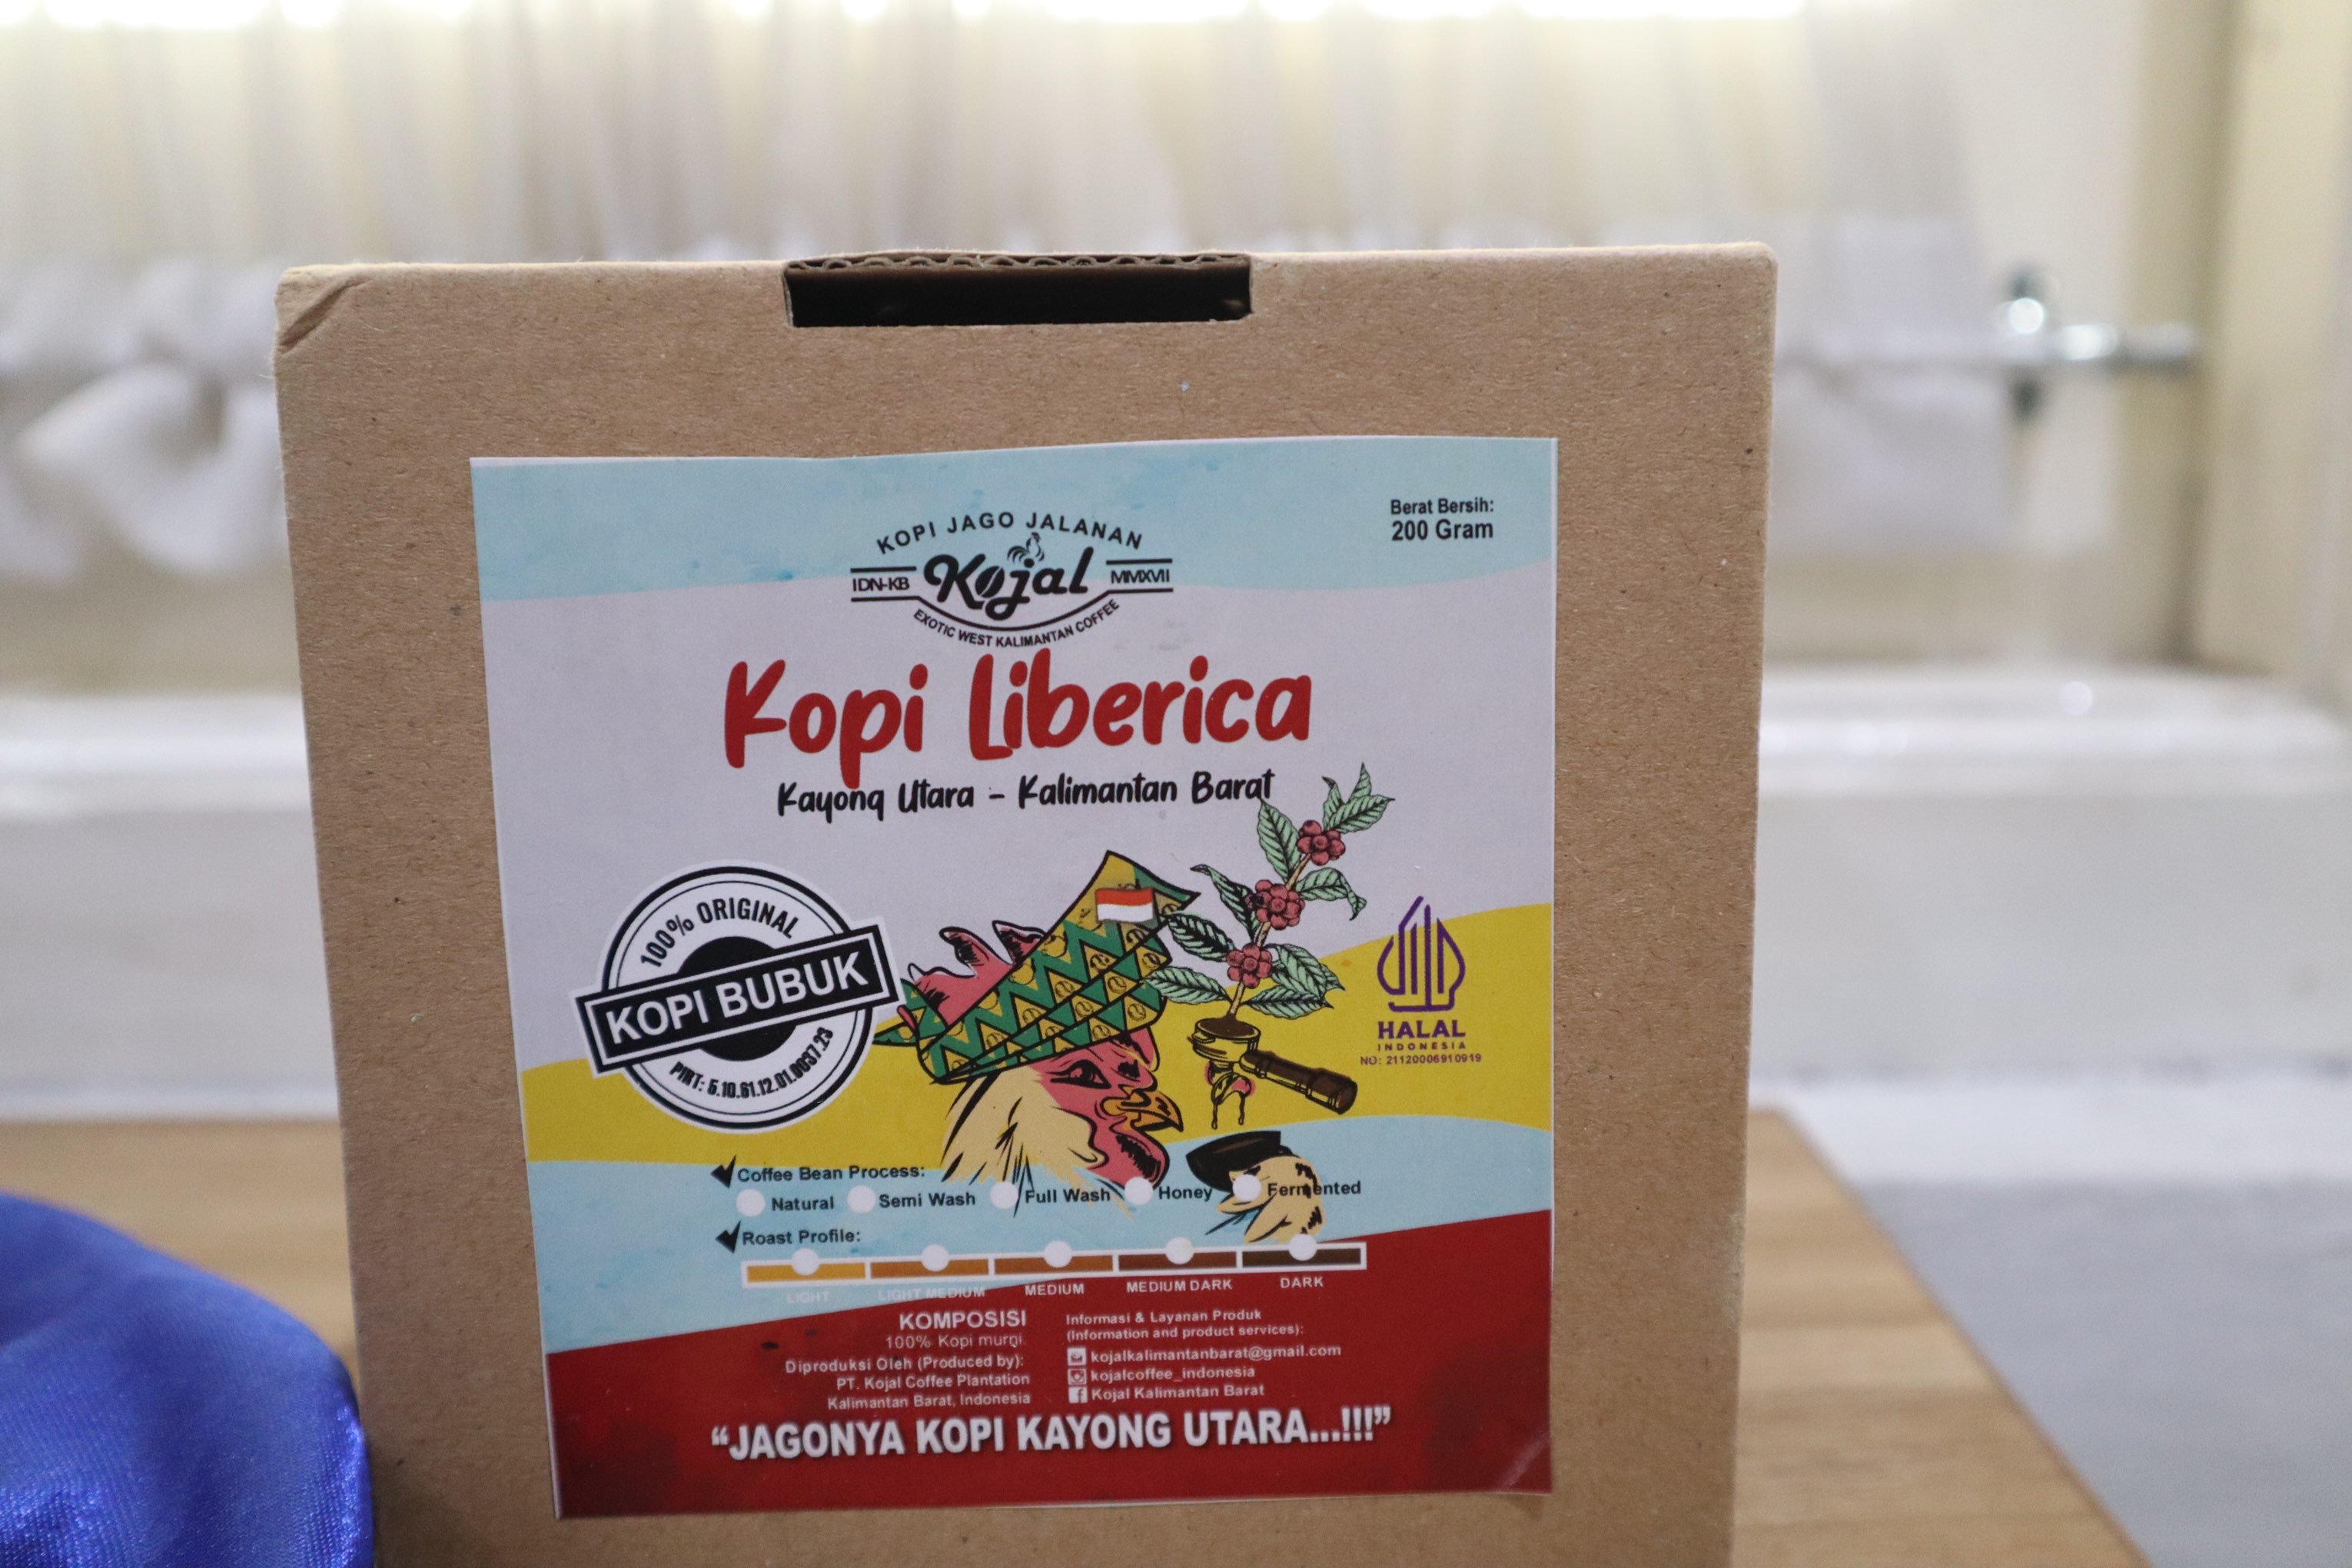 KOPI JAGO JALANAN
IDN-KB Kojal MMXVII
EXOTIC WEST KALIMANTAN COFFEE
Berat Bersih:
200 Gram
Kopi Liberica
Kayong Utara - Kalimantan Barat
100% ORIGINAL
KOPI BUBUK
PIRT: 5.10.61.12.01.0037.23
HALAL
INDONESIA
NO: 21120006910919
Coffee Bean Process:
Natural Semi Wash Full Wash Honey Fermented
Roast Profile:
LIGHT LIGHT MEDIUM MEDIUM MEDIUM DARK DARK
KOMPOSISI
100% Kopi murni.
Diproduksi Oleh (Produced by):
PT. Kojal Coffee Plantation
Kalimantan Barat, Indonesia
Informasi & Layanan Produk
(Information and product services):
kojalkalimantanbarat@gmail.com
kojalcoffee_indonesia
Kojal Kalimantan Barat
"JAGONYA KOPI KAYONG UTARA...!!!"